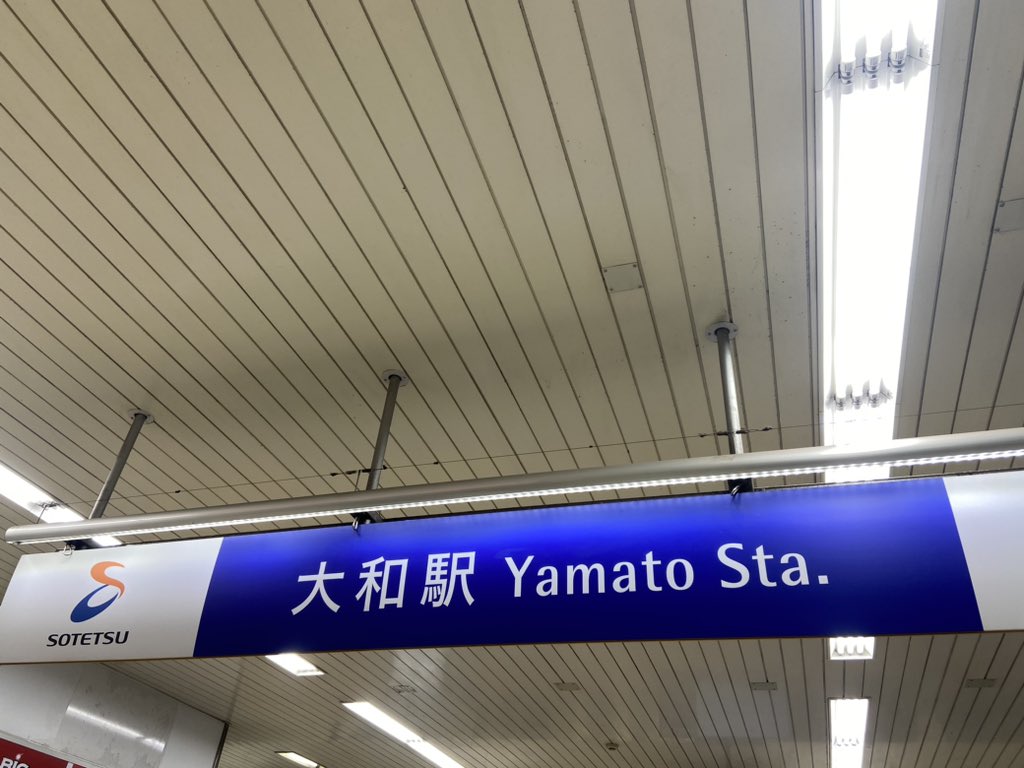 大和駅 Yamato Sta.
SOTETSU